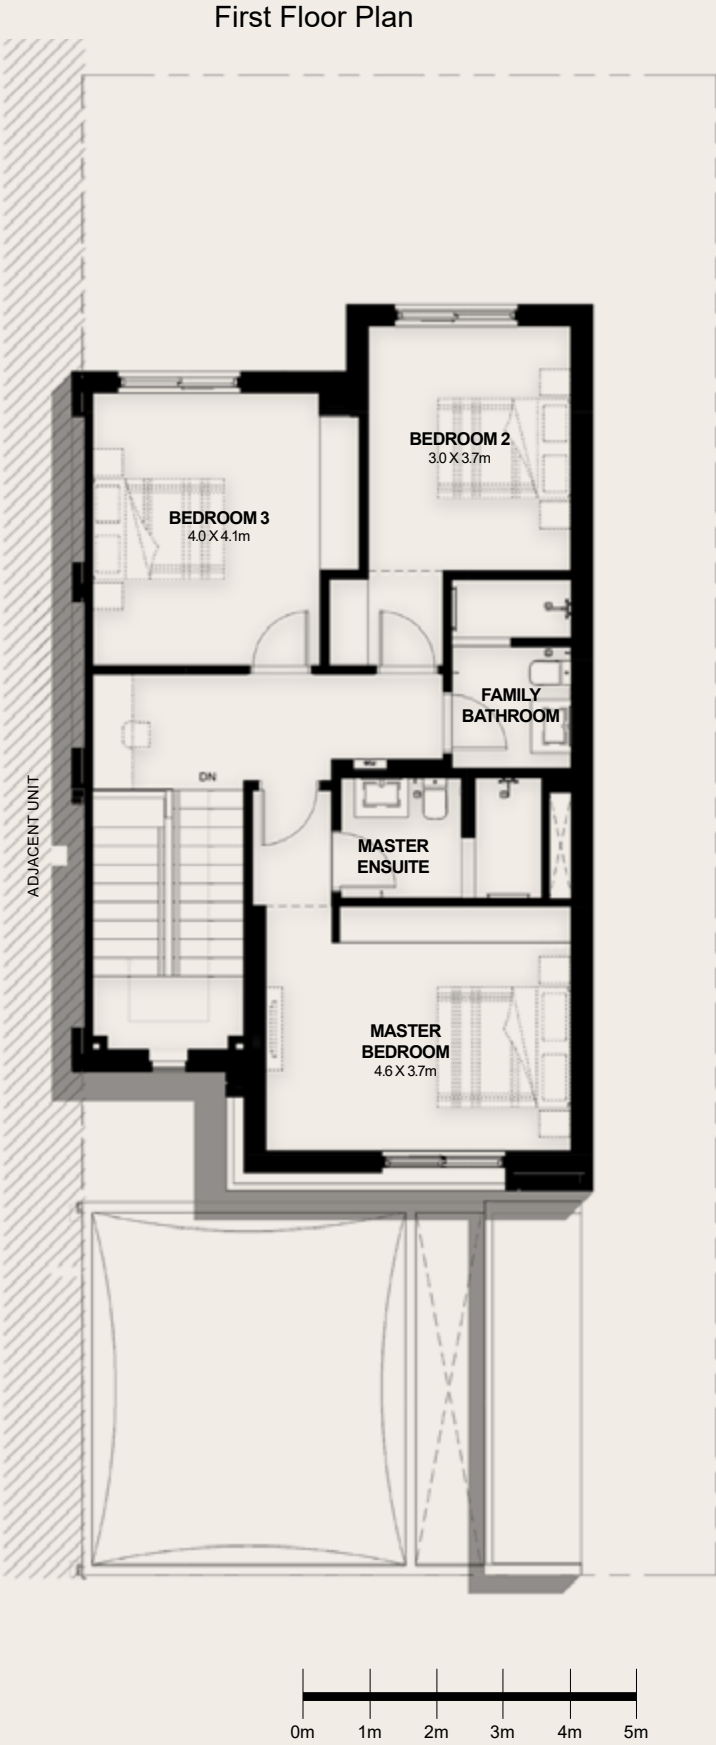 First Floor Plan
BEDROOM 2
3.0 X 3.7m
BEDROOM 3
4.0 X 4.1m
FAMILY
BATHROOM
DN
ADJACENT UNIT
MASTER
ENSUITE
MASTER
BEDROOM
4.6 X 3.7m
0m 1m 2m 3m 4m 5m